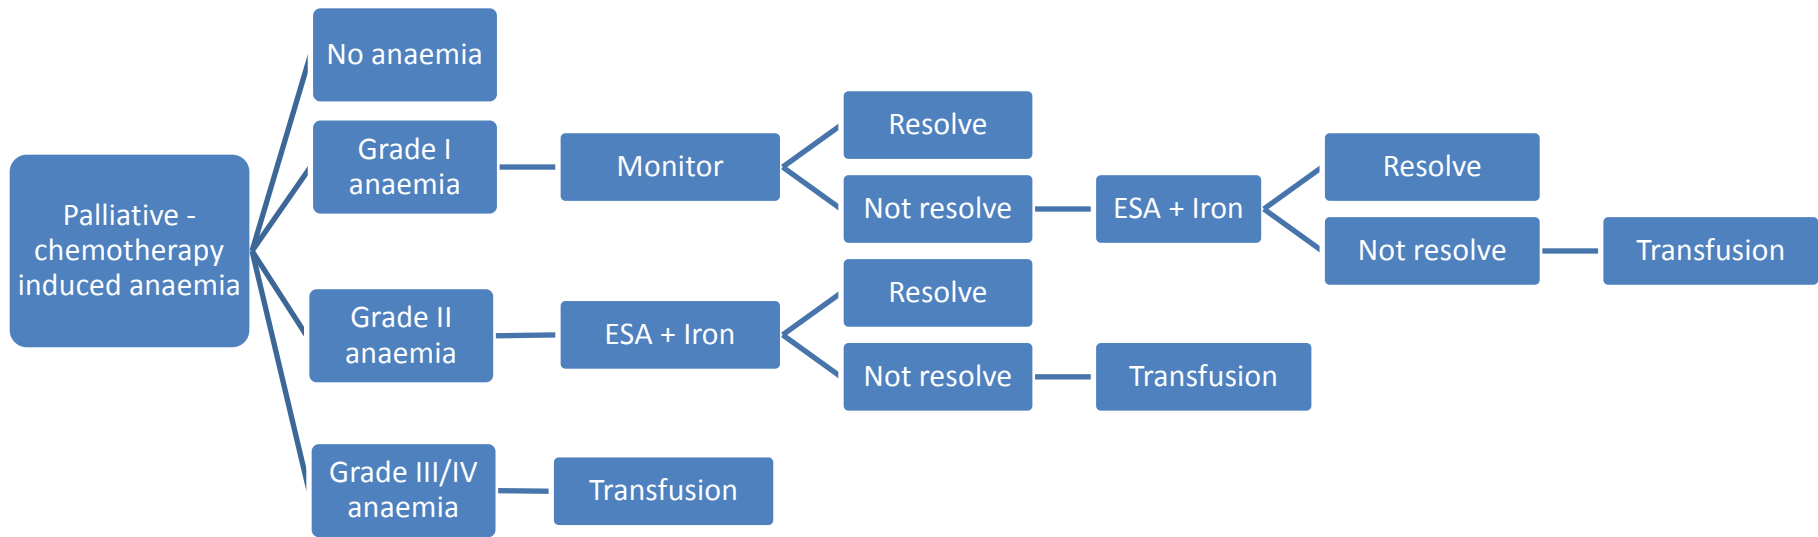 Palliative -
chemotherapy
induced anaemia
No anaemia
Grade I
anaemia
Monitor
Resolve
Not resolve
ESA + Iron
Resolve
Not resolve
Transfusion
Grade II
anaemia
ESA + Iron
Resolve
Not resolve
Transfusion
Grade III/IV
anaemia
Transfusion